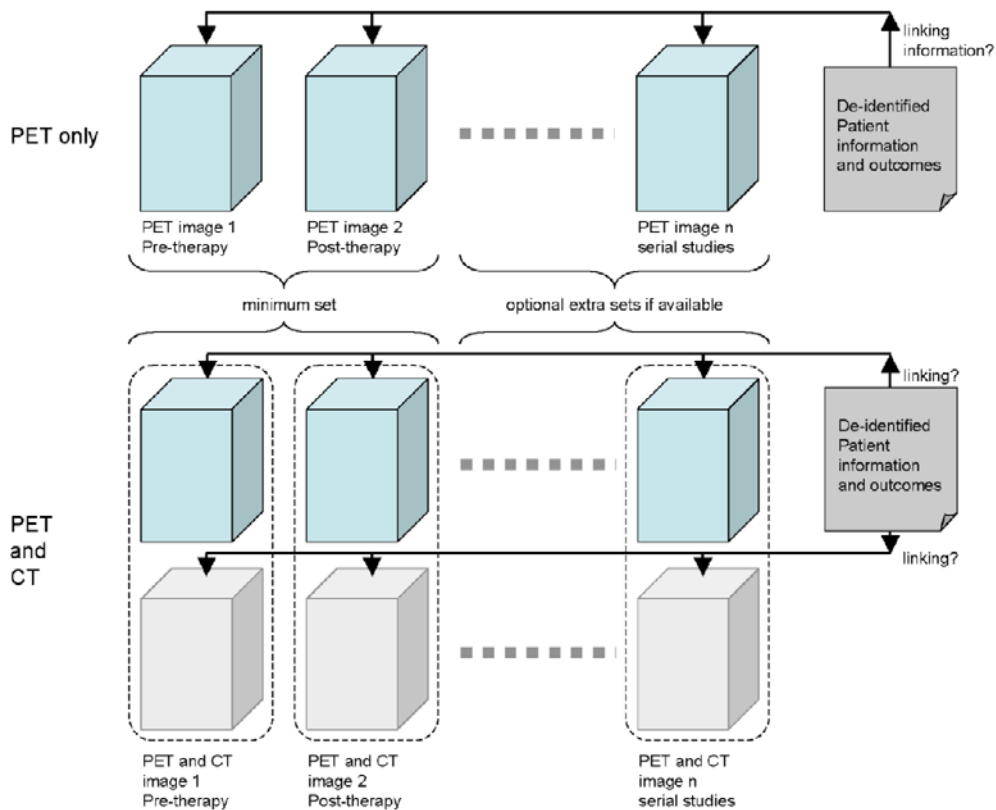 linking
information?
De-identified
Patient
information
and outcomes
PET only
PET image 1
Pre-therapy
PET image 2
Post-therapy
PET image n
serial studies
minimum set
optional extra sets if available
linking?
De-identified
Patient
information
and outcomes
PET
and
CT
linking?
PET and CT
image 1
Pre-therapy
PET and CT
image 2
Post-therapy
PET and CT
image n
serial studies